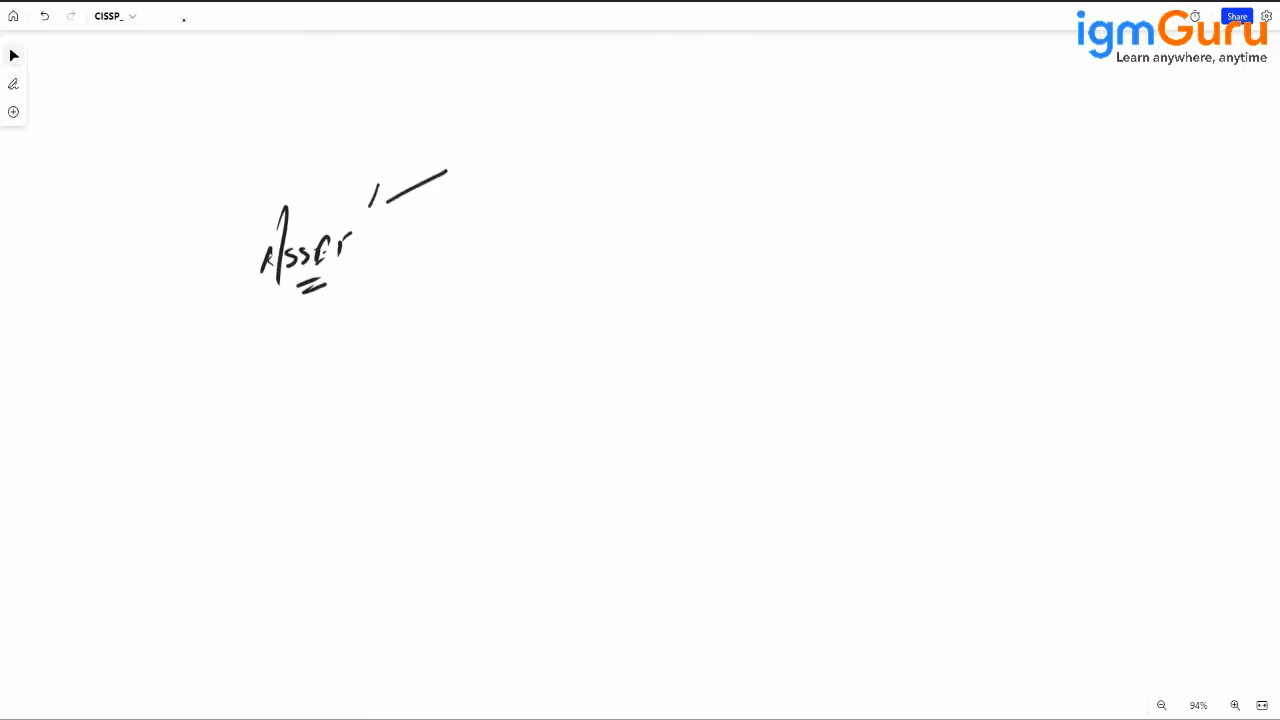 CISSP_
Share
igmGuru
Learn anywhere, anytime
Asset
94%